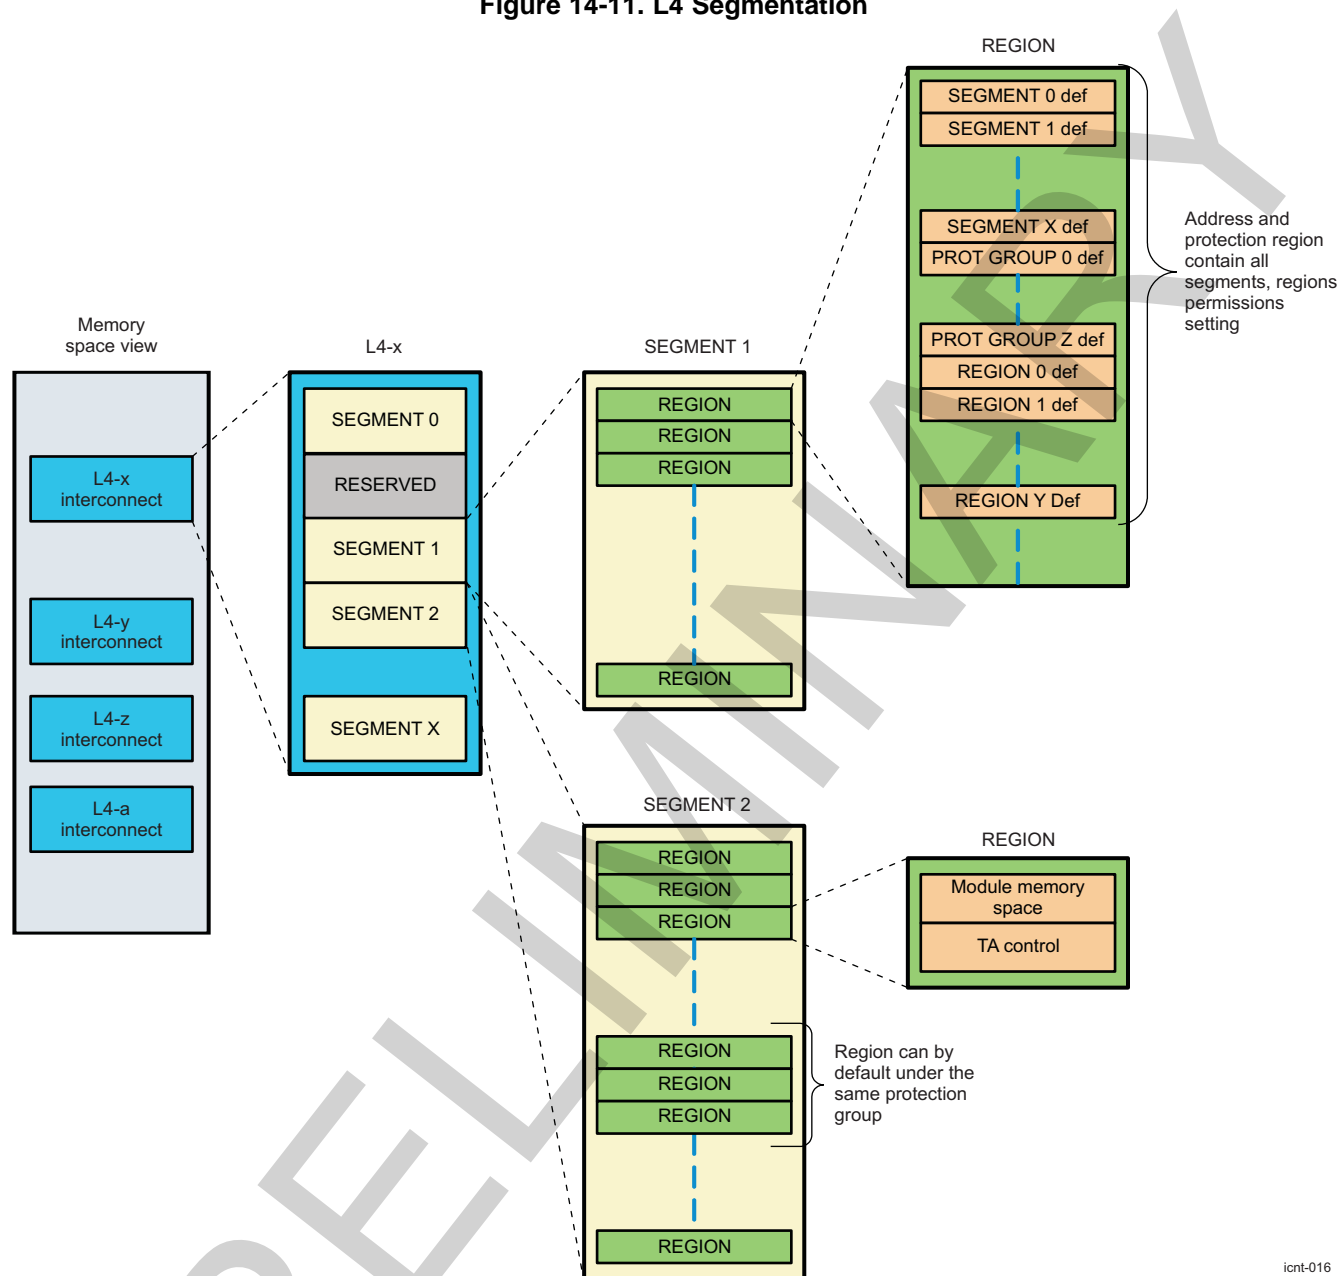 Figure 14-11. L4 Segmentation
REGION
SEGMENT 0 def
SEGMENT 1 def
SEGMENT X def
PROT GROUP 0 def
PROT GROUP Z def
REGION 0 def
REGION 1 def
REGION Y Def
Address and
protection region
contain all
segments, regions
permissions
setting
Memory
space view
L4-x
interconnect
L4-y
interconnect
L4-z
interconnect
L4-a
interconnect
L4-x
SEGMENT 0
RESERVED
SEGMENT 1
SEGMENT 2
SEGMENT X
SEGMENT 1
REGION
REGION
REGION
REGION
SEGMENT 2
REGION
REGION
REGION
REGION
REGION
REGION
REGION
REGION
Module memory
space
TA control
Region can by
default under the
same protection
group
icnt-016
PRELIMINARY